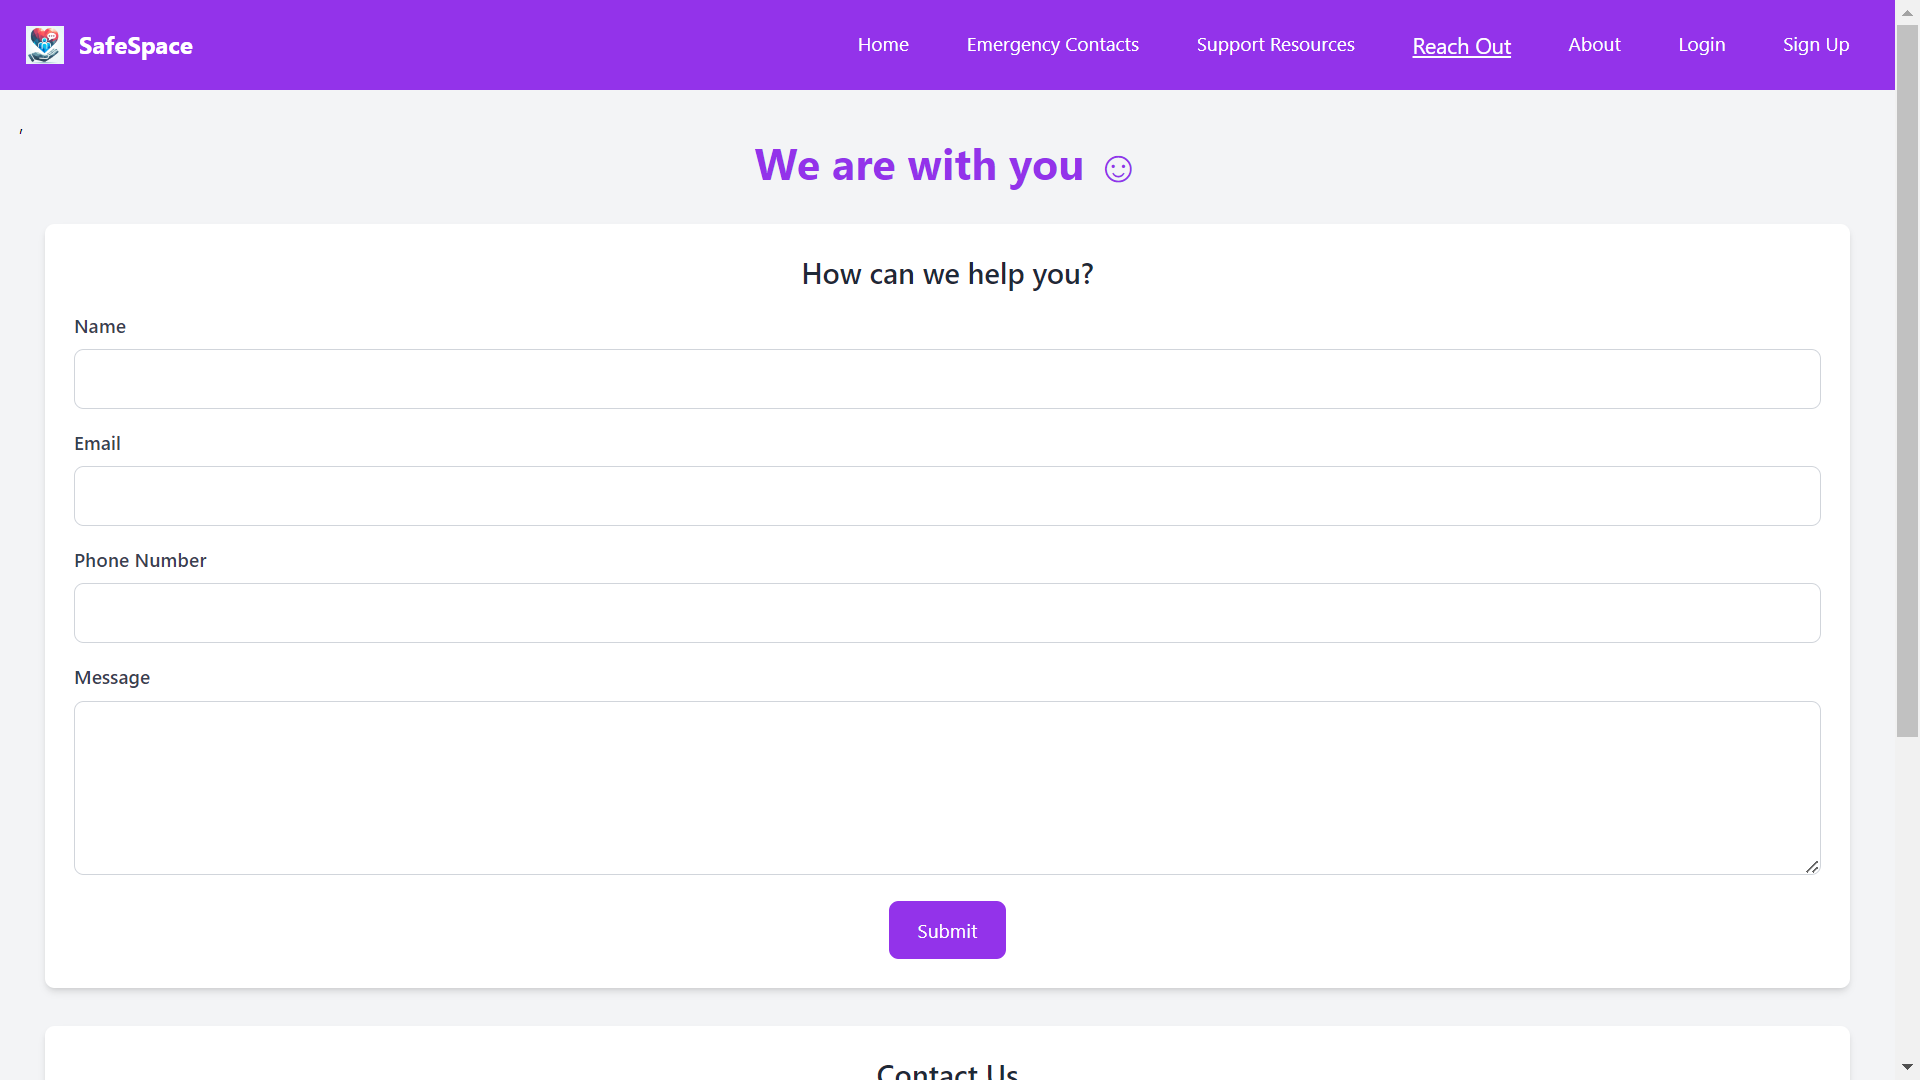 SafeSpace
Home Emergency Contacts Support Resources Reach Out About Login Sign Up
,
We are with you ☺
How can we help you?
Name
Email
Phone Number
Message
Submit
Contact Us